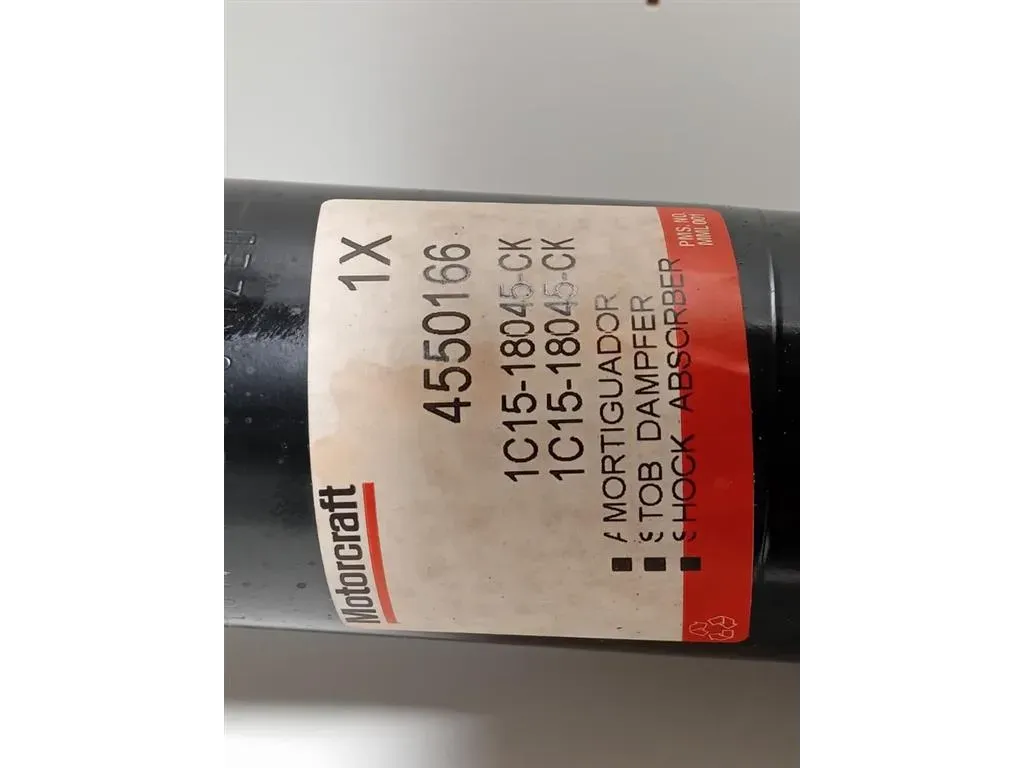 Motorcraft 1X
4550166
1C15-18045-CK
1C15-18045-CK
AMORTIGUADOR
STOB DAMPFER
SHOCK ABSORBER
PMS. NO.
MML 001